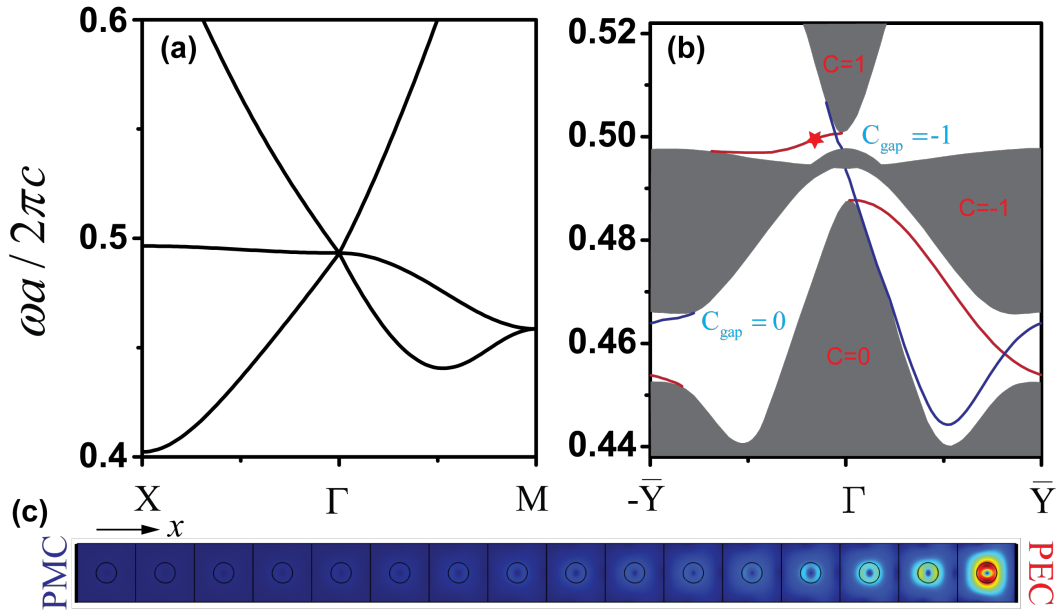 ωa / 2πc
(a)
0.6
0.5
0.4
X Γ M
(b)
0.52
0.50
0.48
0.46
0.44
C=1
C_gap = -1
C=-1
C_gap = 0
C=0
-Y̅ Γ̅ Y̅
(c)
x
PMC
PEC